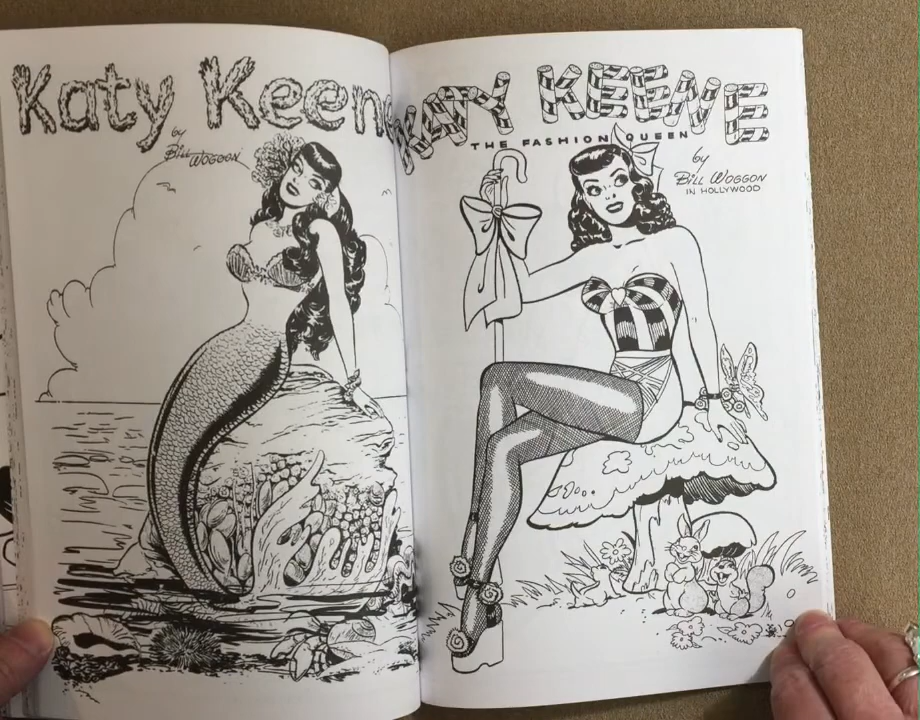 Katy Keene
by
Bill Woggon
KATY KEENE
THE FASHION QUEEN
by
Bill Woggon
IN HOLLYWOOD